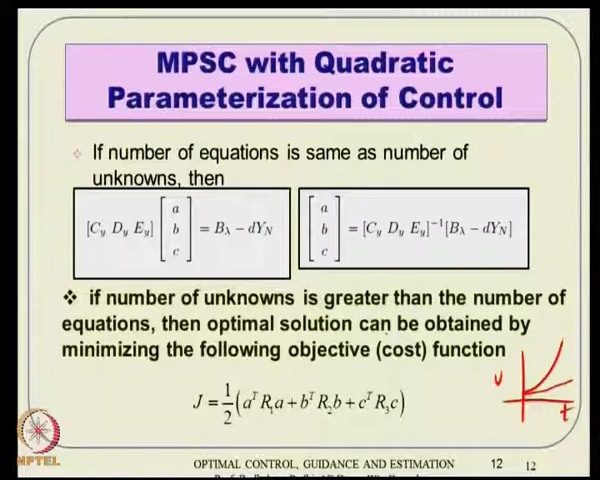 MPSC with Quadratic
Parameterization of Control
If number of equations is same as number of
unknowns, then
[C_y D_y E_y] [a b c] = B_λ − dY_N
[a b c] = [C_y D_y E_y]^{-1} [B_λ − dY_N]
❖ if number of unknowns is greater than the number of
equations, then optimal solution can be obtained by
minimizing the following objective (cost) function
U
t
J = 1/2 (a^T R_1 a + b^T R_2 b + c^T R_3 c)
NPTEL
OPTIMAL CONTROL, GUIDANCE AND ESTIMATION 12 12